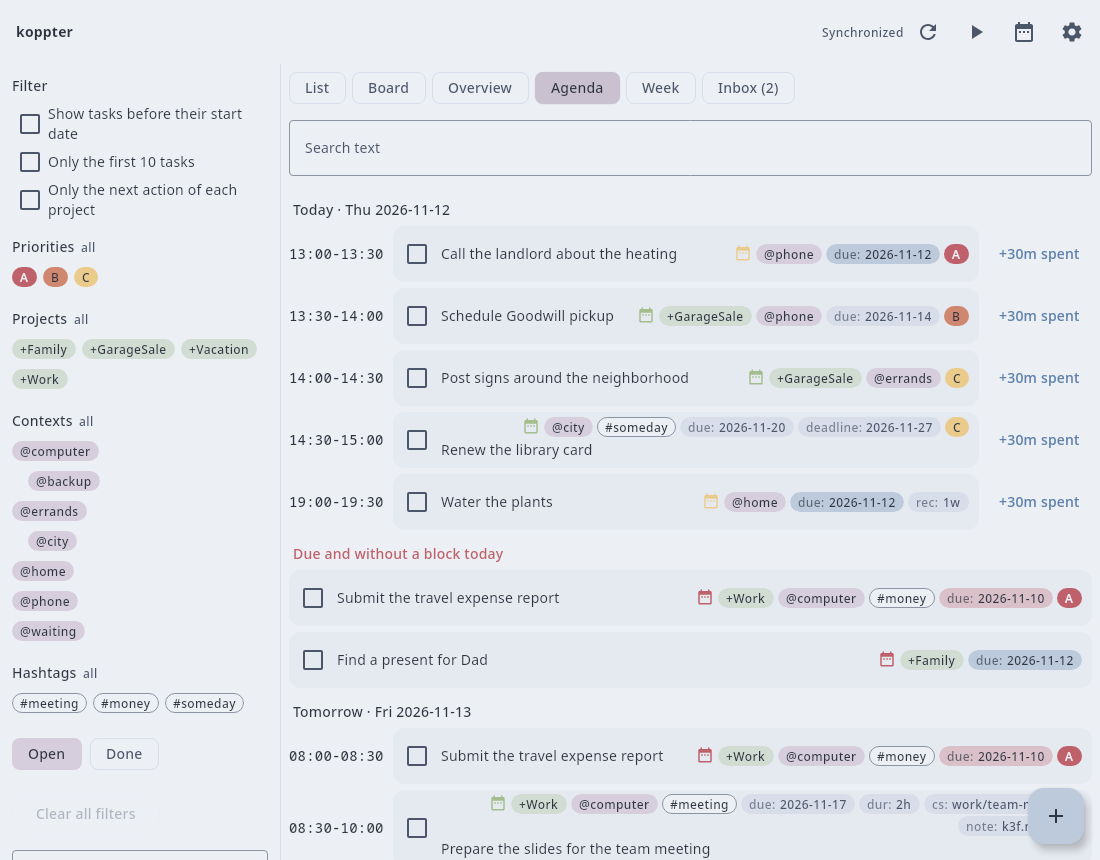 koppter
Synchronized
Filter
Show tasks before their start
date
Only the first 10 tasks
Only the next action of each
project
Priorities all
A B C
Projects all
+Family +GarageSale +Vacation
+Work
Contexts all
@computer
@backup
@errands
@city
@home
@phone
@waiting
Hashtags all
#meeting #money #someday
Open Done
Clear all filters
List Board Overview Agenda Week Inbox (2)
Search text
Today · Thu 2026-11-12
13:00-13:30 Call the landlord about the heating @phone due: 2026-11-12 A +30m spent
13:30-14:00 Schedule Goodwill pickup +GarageSale @phone due: 2026-11-14 B +30m spent
14:00-14:30 Post signs around the neighborhood +GarageSale @errands C +30m spent
@city #someday due: 2026-11-20 deadline: 2026-11-27 C
14:30-15:00 Renew the library card +30m spent
19:00-19:30 Water the plants @home due: 2026-11-12 rec: 1w +30m spent
Due and without a block today
Submit the travel expense report +Work @computer #money due: 2026-11-10 A
Find a present for Dad +Family due: 2026-11-12
Tomorrow · Fri 2026-11-13
08:00-08:30 Submit the travel expense report +Work @computer #money due: 2026-11-10 A
+Work @computer #meeting due: 2026-11-17 dur: 2h cs: work/team-
note: k3f.
08:30-10:00 Prepare the slides for the team meeting